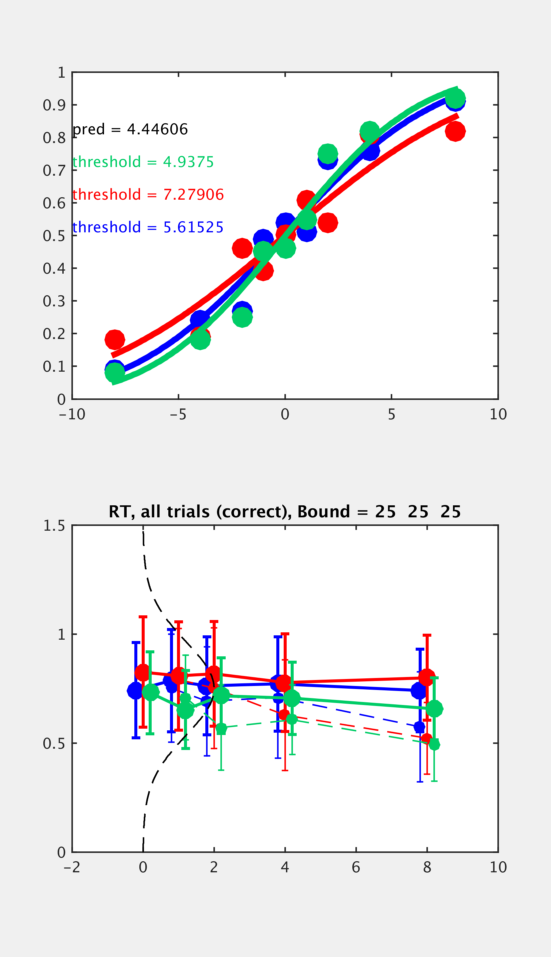 1
0.9
0.8
pred = 4.44606
0.7
threshold = 4.9375
0.6
threshold = 7.27906
0.5
threshold = 5.61525
0.4
0.3
0.2
0.1
0
-10 -5 0 5 10
RT, all trials (correct), Bound = 25 25 25
1.5
1
0.5
0
-2 0 2 4 6 8 10